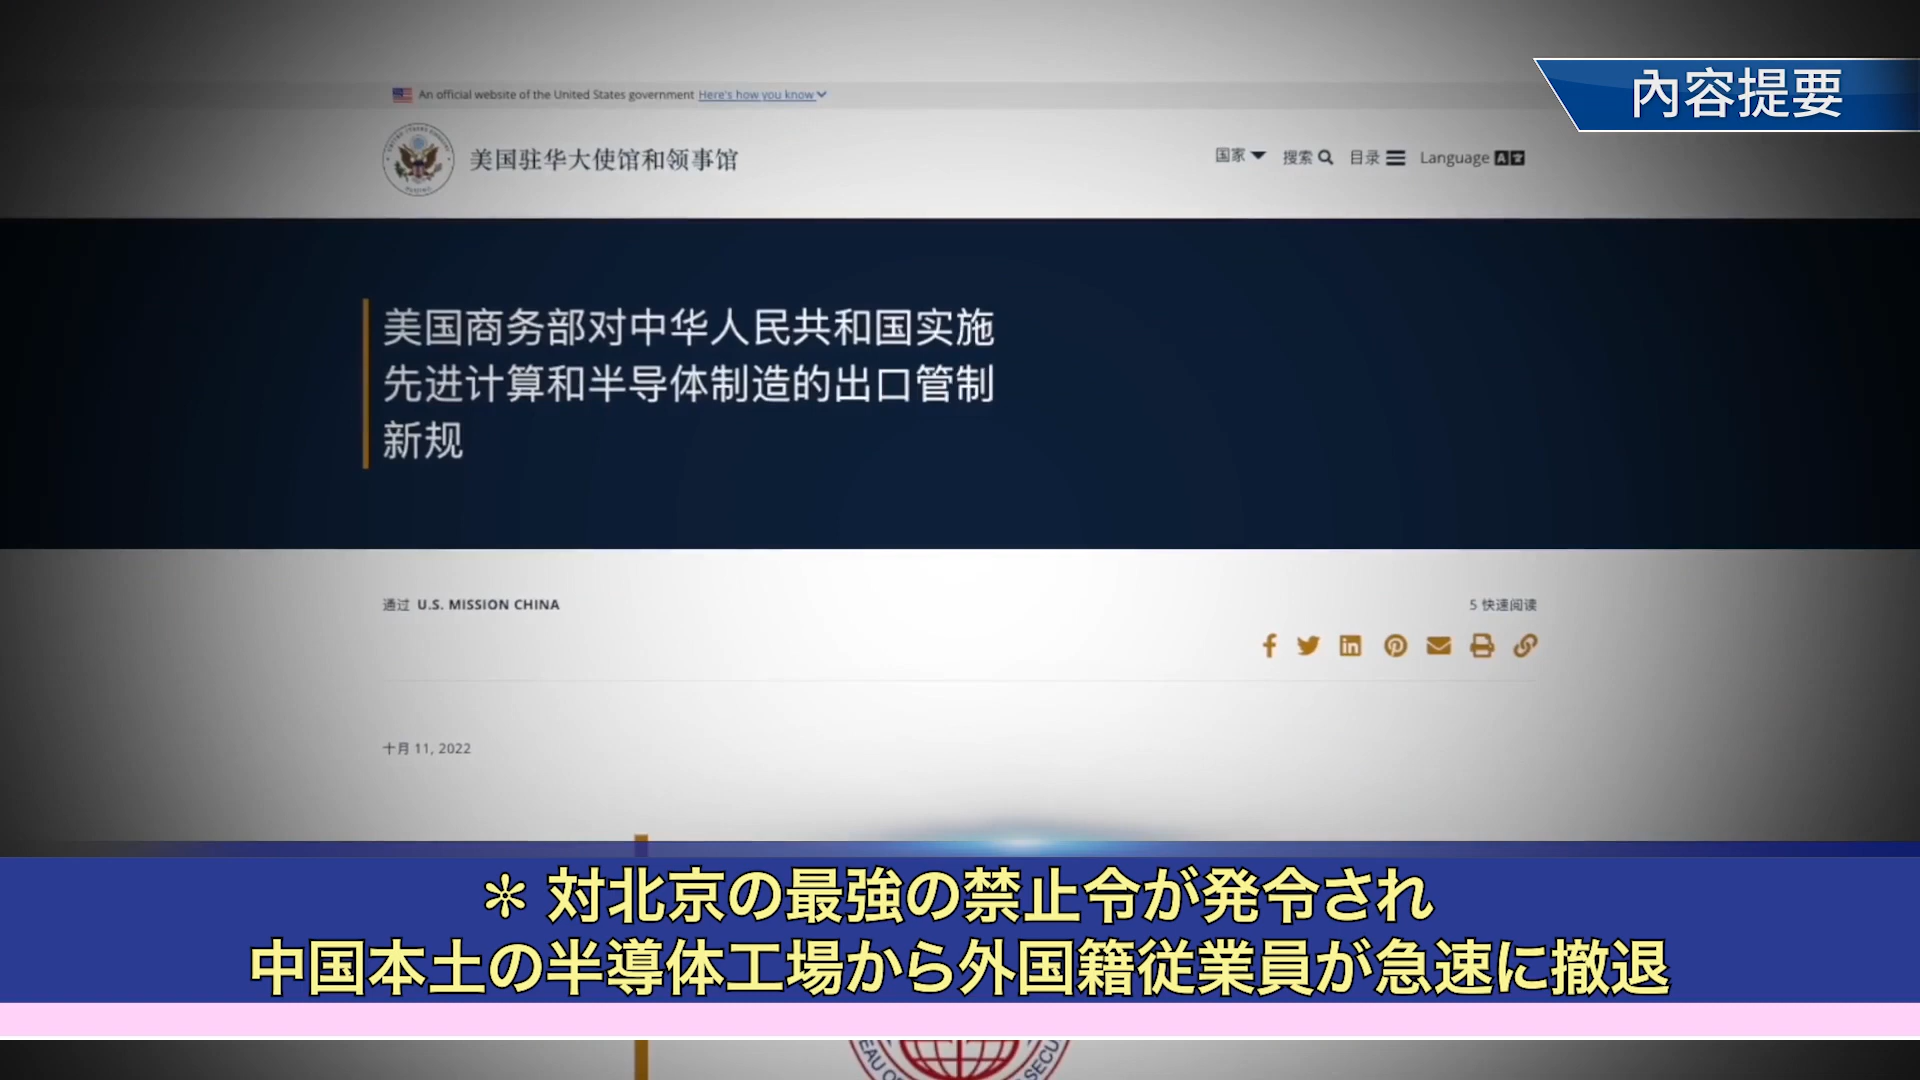 An official website of the United States government Here's how you know
內容提要
美国驻华大使馆和领事馆
国家 搜索 目录 Language
美国商务部对中华人民共和国实施
先进计算和半导体制造的出口管制
新规
通过 U.S. MISSION CHINA
5 快速阅读
十月 11, 2022
＊ 対北京の最強の禁止令が発令され
中国本土の半導体工場から外国籍従業員が急速に撤退